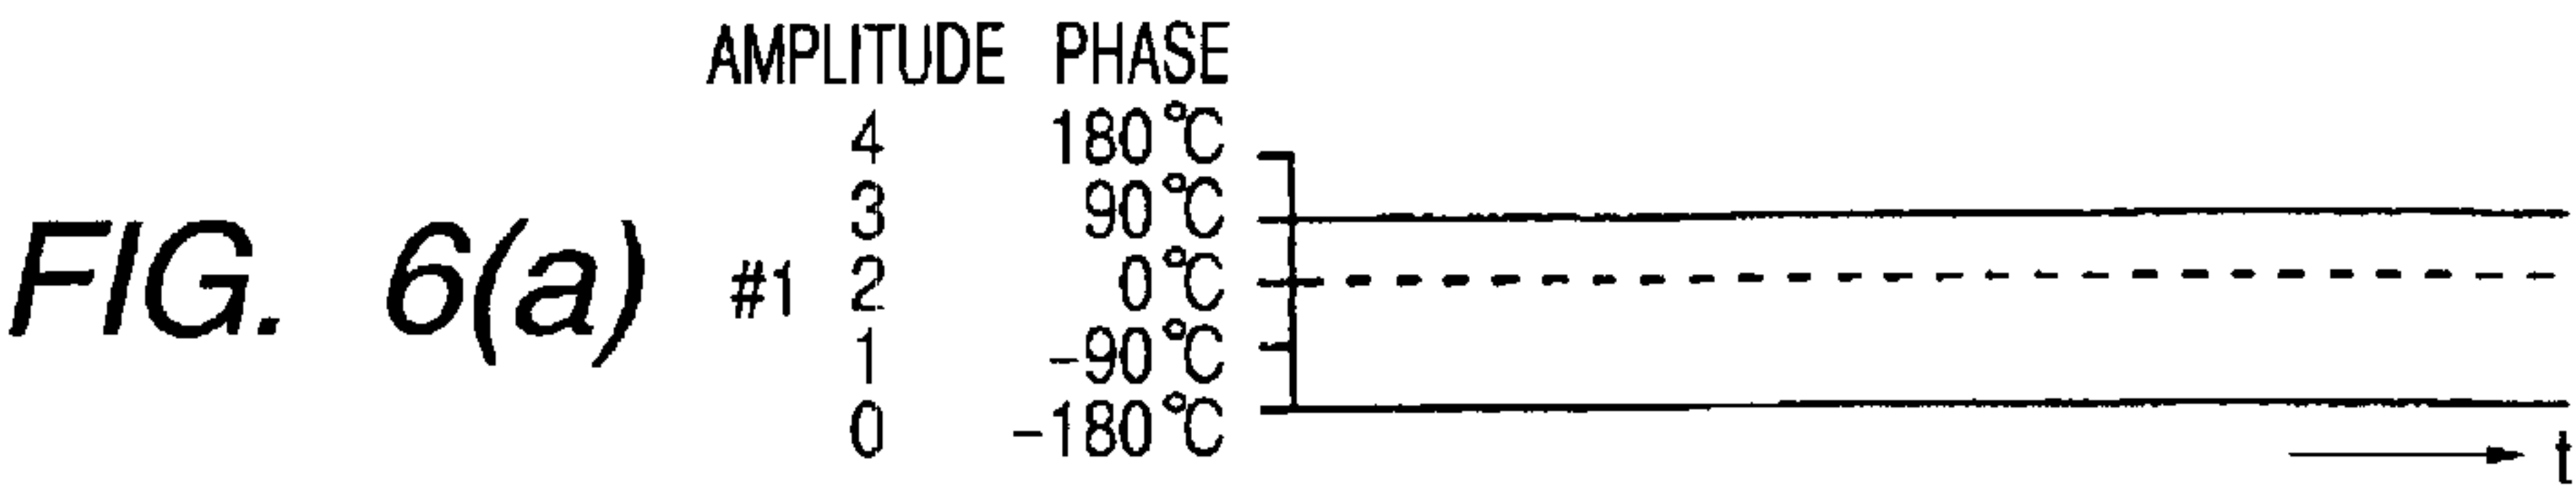 AMPLITUDE PHASE
4 180°C
3 90°C
FIG. 6(a) #1 2 0°C
1 -90°C
0 -180°C
t